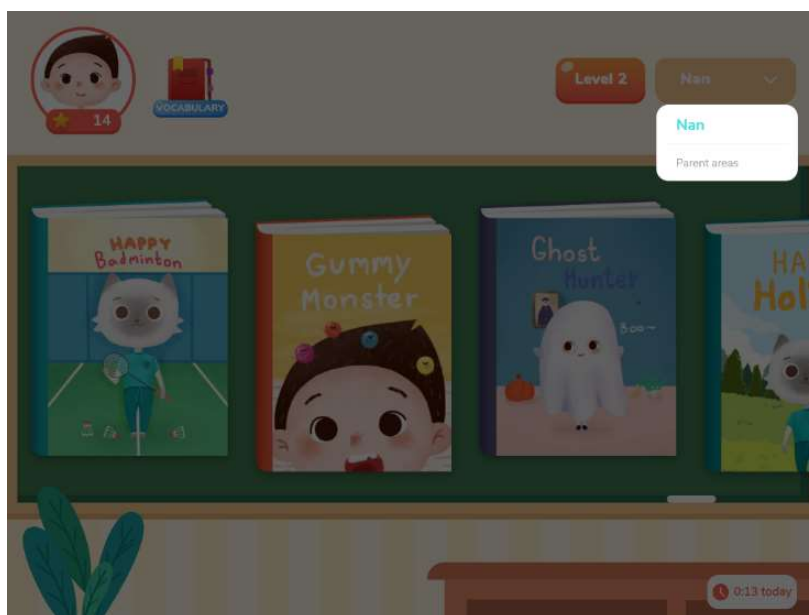 Level 2
Nan
14
VOCABULARY
Nan
Parent areas
HAPPY
Badminton
Gummy
Monster
Ghost
Hunter
Boo~
HA
Hol
0:13 today